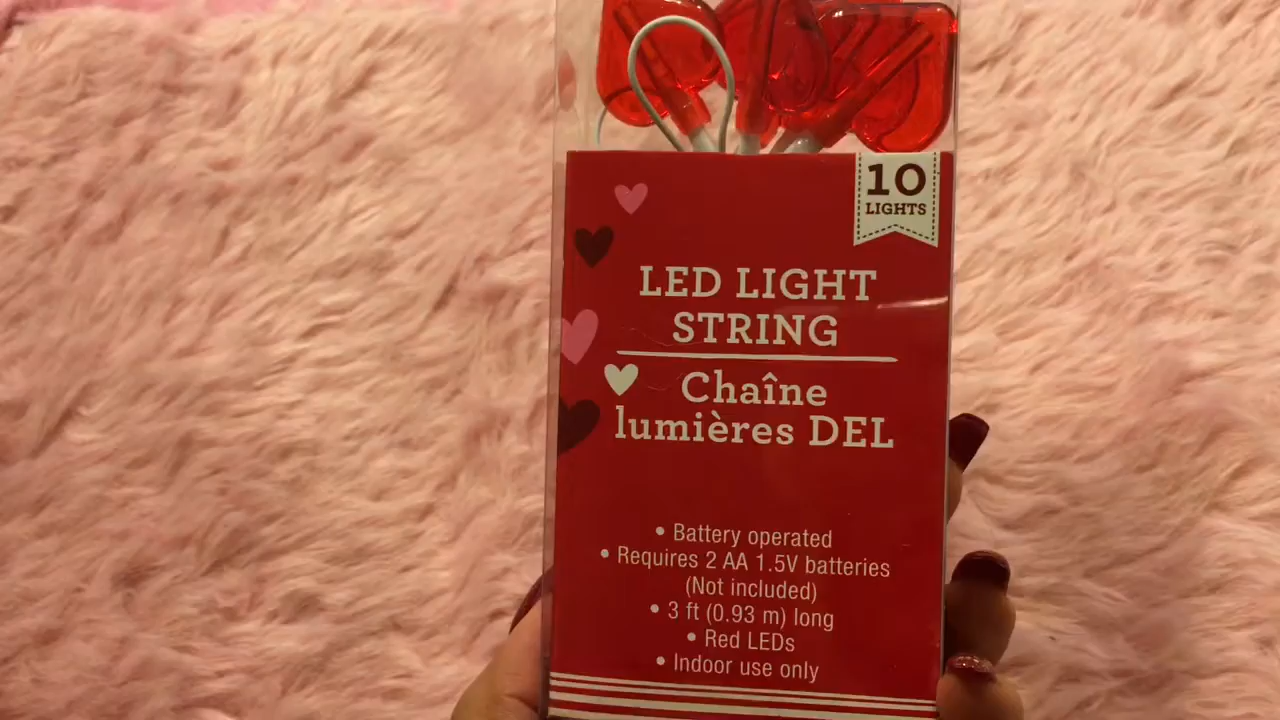 10
LIGHTS
LED LIGHT
STRING
Chaîne
lumières DEL
• Battery operated
• Requires 2 AA 1.5V batteries
(Not included)
• 3 ft (0.93 m) long
• Red LEDs
• Indoor use only